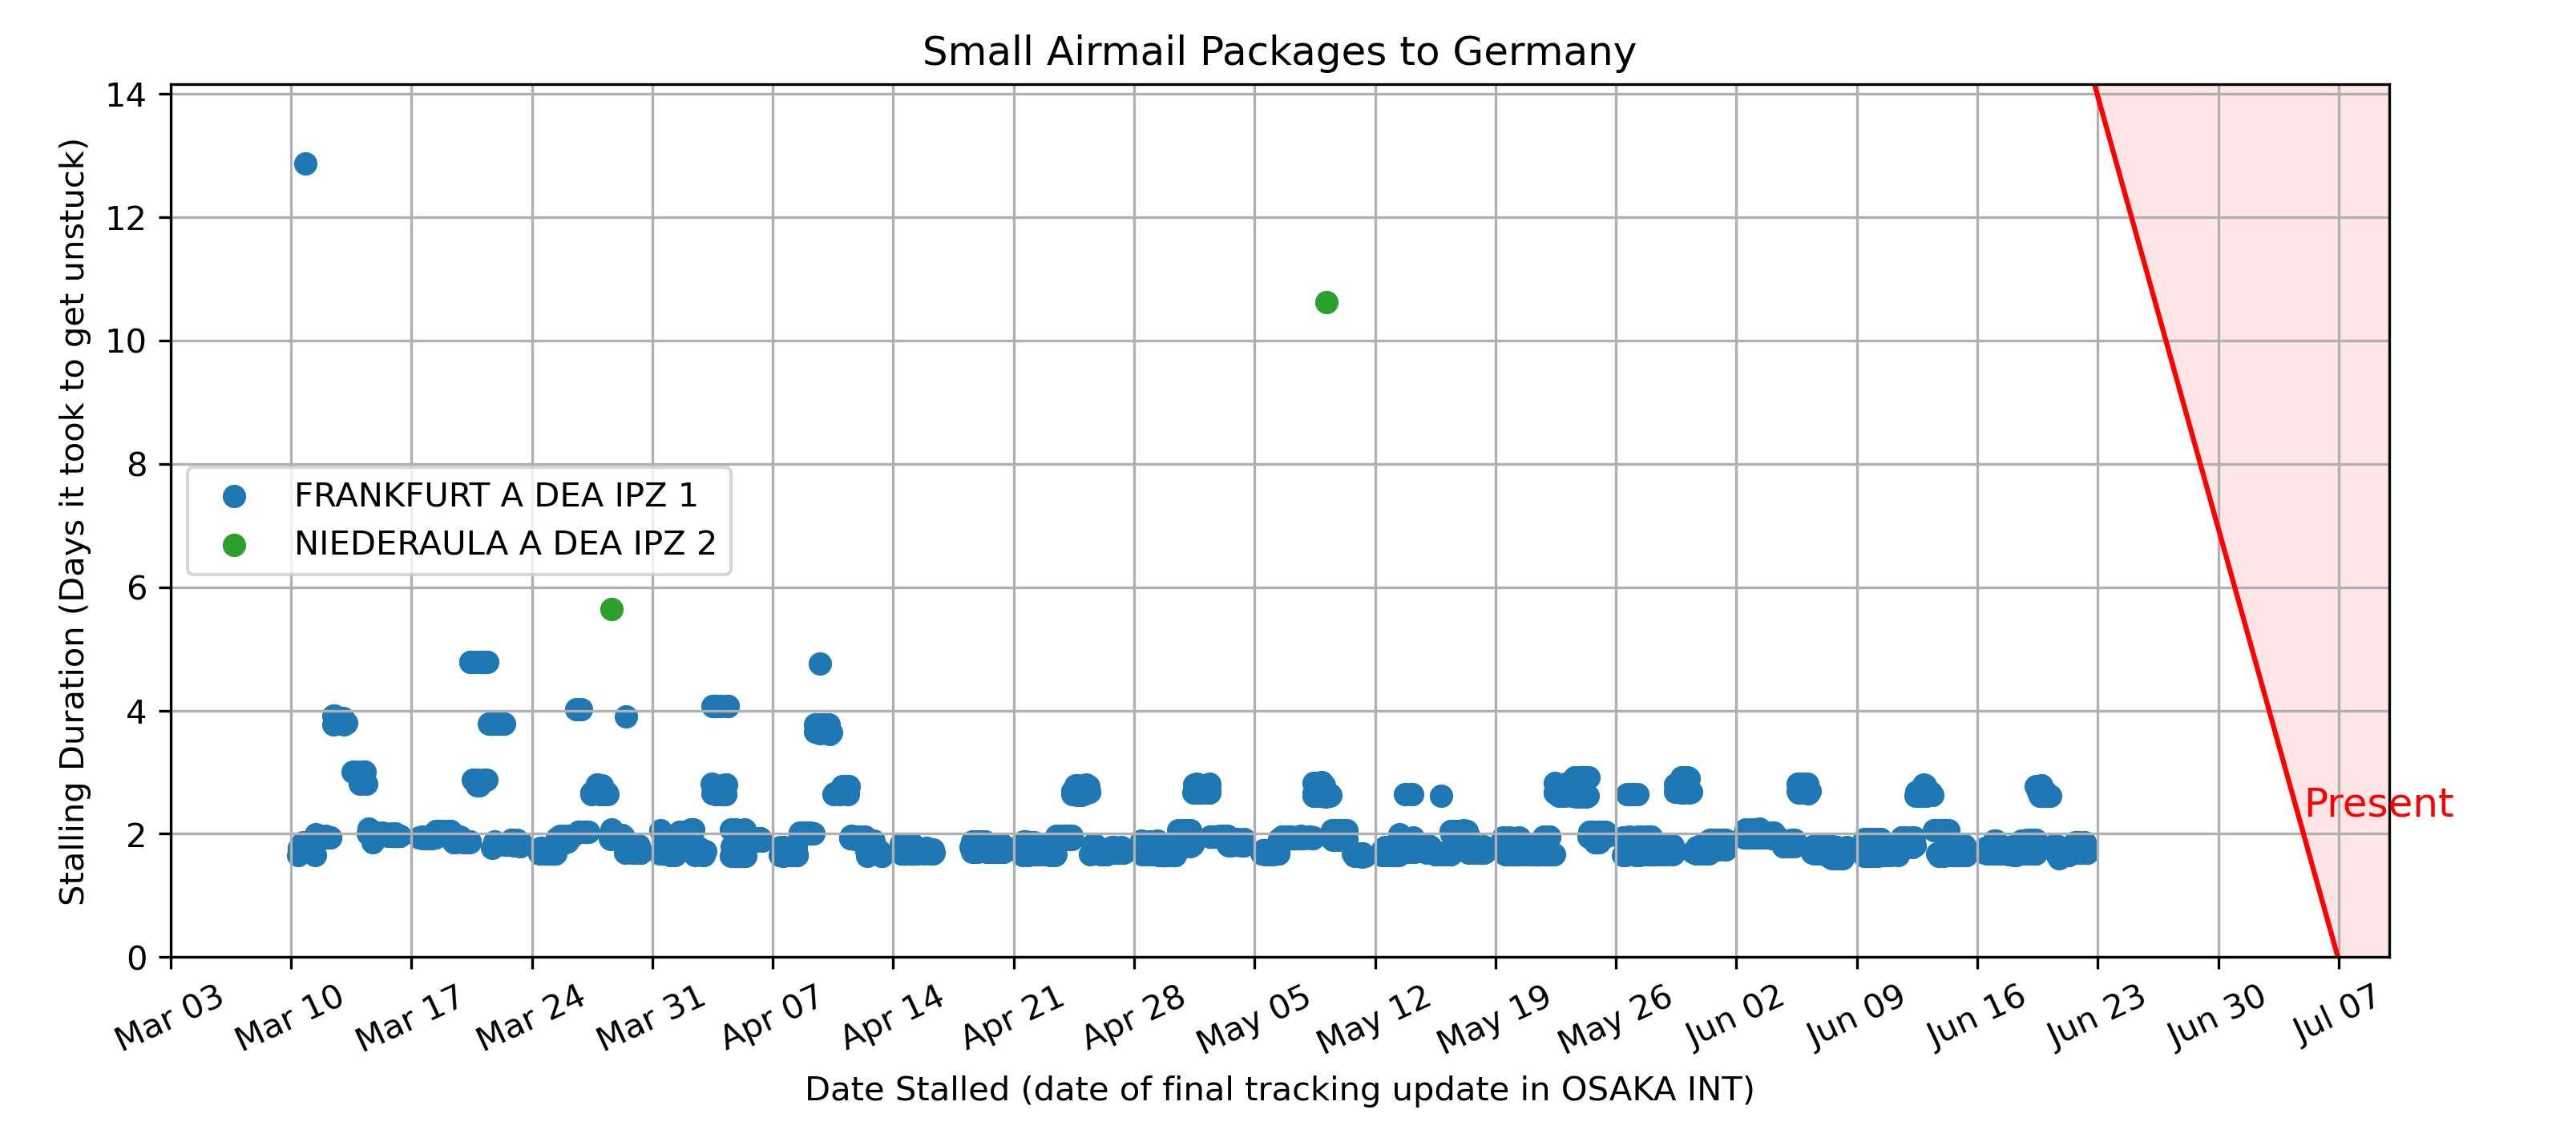 Small Airmail Packages to Germany
Stalling Duration (Days it took to get unstuck)
14
12
10
8
6
4
2
0
FRANKFURT A DEA IPZ 1
NIEDERAULA A DEA IPZ 2
Present
Mar 03
Mar 10
Mar 17
Mar 24
Mar 31
Apr 07
Apr 14
Apr 21
Apr 28
May 05
May 12
May 19
May 26
Jun 02
Jun 09
Jun 16
Jun 23
Jun 30
Jul 07
Date Stalled (date of final tracking update in OSAKA INT)